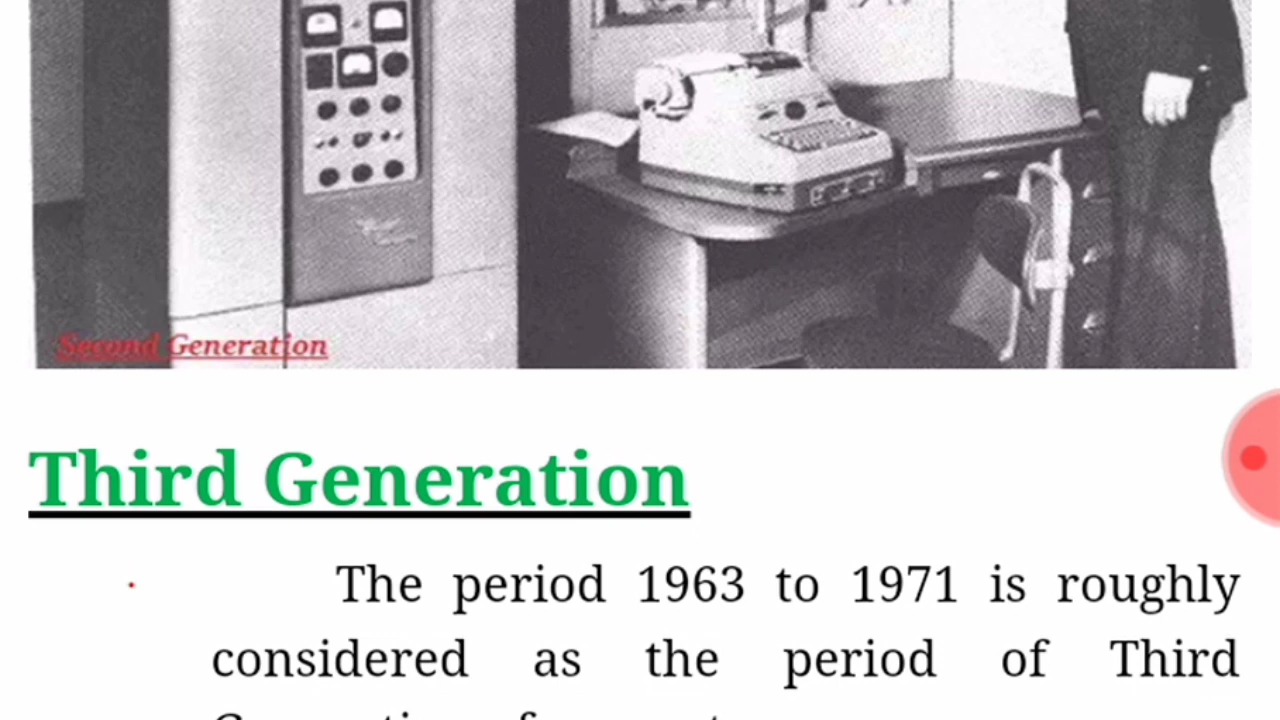 Second Generation
Third Generation
The period 1963 to 1971 is roughly
considered as the period of Third